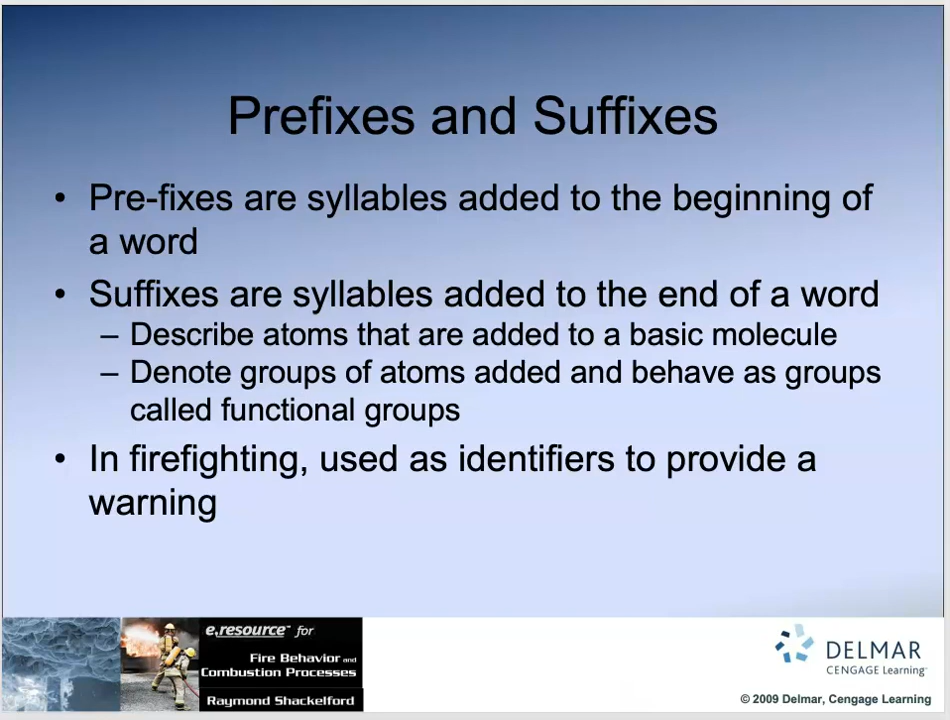 Prefixes and Suffixes
• Pre-fixes are syllables added to the beginning of
a word
• Suffixes are syllables added to the end of a word
– Describe atoms that are added to a basic molecule
– Denote groups of atoms added and behave as groups
called functional groups
• In firefighting, used as identifiers to provide a
warning
e.resource™ for
Fire Behavior and
Combustion Processes
Raymond Shackelford
DELMAR
CENGAGE Learning™
© 2009 Delmar, Cengage Learning